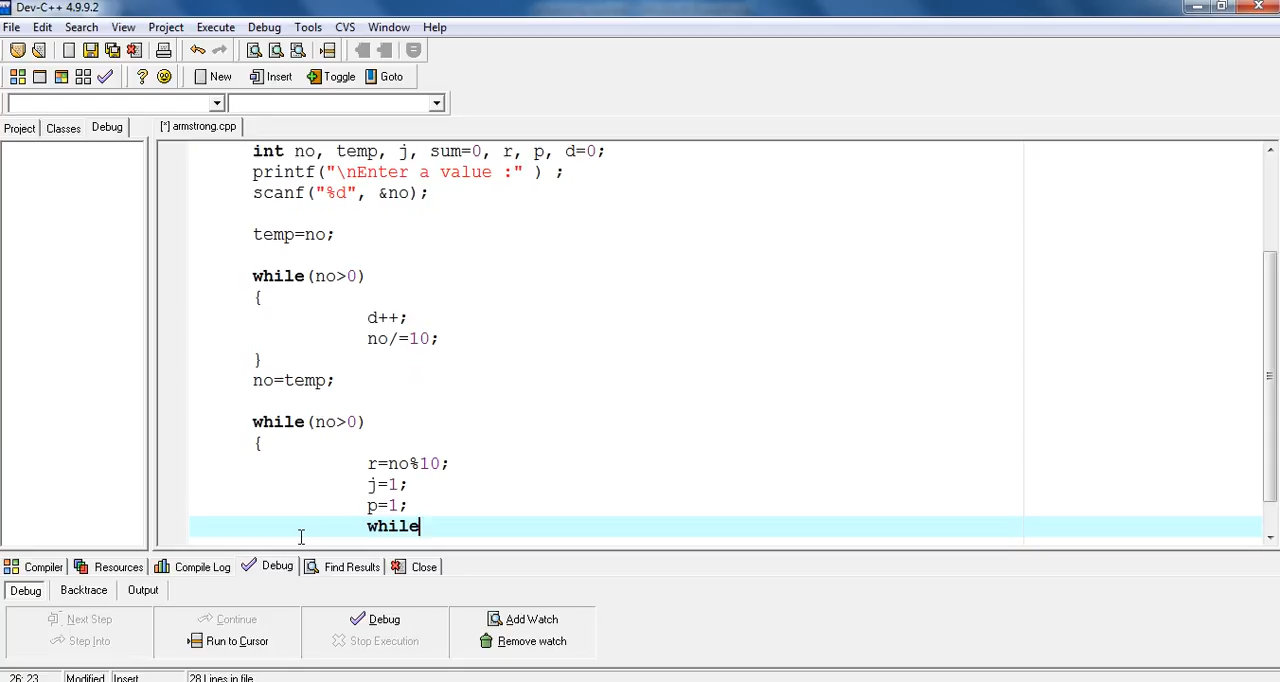 Dev-C++ 4.9.9.2
File Edit Search View Project Execute Debug Tools CVS Window Help
New Insert Toggle Goto
Project Classes Debug [*] armstrong.cpp
int no, temp, j, sum=0, r, p, d=0;
printf("\nEnter a value :" ) ;
scanf("%d", &no);
temp=no;
while(no>0)
{
d++;
no/=10;
}
no=temp;
while(no>0)
{
r=no%10;
j=1;
p=1;
while
Compiler Resources Compile Log Debug Find Results Close
Debug Backtrace Output
Next Step Continue Debug Add Watch
Step Into Run to Cursor Stop Execution Remove watch
26: 23 Modified Insert 28 Lines in file